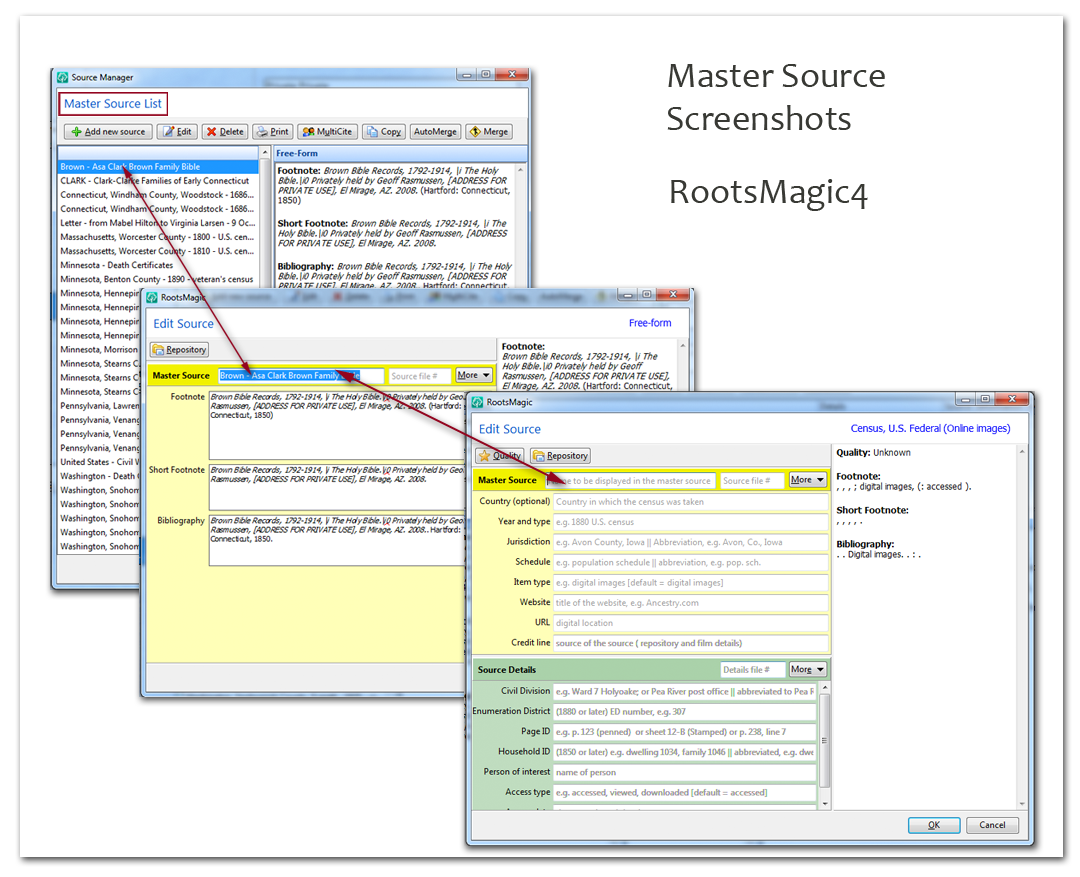 Master Source
Screenshots
RootsMagic4
Source Manager
Master Source List
Add new source
Edit
Delete
Print
MultiCite
Copy
AutoMerge
Merge
Brown - Asa Clark Brown Family Bible
CLARK - Clark-Clarke Families of Early Connecticut
Connecticut, Windham County, Woodstock - 1686...
Connecticut, Windham County, Woodstock - 1686...
Letter - from Mabel Hilton to Virginia Larsen - 9 Oc...
Massachusetts, Worcester County - 1800 - U.S. cen...
Massachusetts, Worcester County - 1810 - U.S. cen...
Minnesota - Death Certificates
Minnesota, Benton County - 1890 - veteran's census
Minnesota, Hennepin
Minnesota, Hennepin
Minnesota, Hennepin
Minnesota, Hennepin
Minnesota, Morrison
Minnesota, Stearns C
Minnesota, Stearns C
Minnesota, Stearns C
Pennsylvania, Lawren
Pennsylvania, Venang
Pennsylvania, Venang
Pennsylvania, Venang
United States - Civil W
Washington - Death C
Washington, Snohom
Washington, Snohom
Washington, Snohom
Washington, Snohom
Free-Form
Footnote: Brown Bible Records, 1792-1914, \i The Holy
Bible.\i0 Privately held by Geoff Rasmussen, [ADDRESS FOR
PRIVATE USE], El Mirage, AZ. 2008. (Hartford: Connecticut,
1850)
Short Footnote: Brown Bible Records, 1792-1914, \i The
Holy Bible.\i0 Privately held by Geoff Rasmussen, [ADDRESS
FOR PRIVATE USE], El Mirage, AZ. 2008.
Bibliography: Brown Bible Records, 1792-1914, \i The Holy
Bible.\i0 Privately held by Geoff Rasmussen, [ADDRESS FOR
PRIVATE USE], El Mirage, AZ. 2008.. Hartford: Connecticut,
RootsMagic
Edit Source
Free-form
Repository
Master Source
Brown - Asa Clark Brown Family
Source file #
More
Footnote
Brown Bible Records, 1792-1914, \i The Holy Bible.\i0 Privately held by Geo
Rasmussen, [ADDRESS FOR PRIVATE USE], El Mirage, AZ. 2008. (Hartford:
Connecticut, 1850)
Short Footnote
Brown Bible Records, 1792-1914, \i The Holy Bible.\i0 Privately held by Geof
Rasmussen, [ADDRESS FOR PRIVATE USE], El Mirage, AZ. 2008.
Bibliography
Brown Bible Records, 1792-1914, \i The Holy Bible.\i0 Privately held by Geof
Rasmussen, [ADDRESS FOR PRIVATE USE], El Mirage, AZ. 2008.. Hartford:
Connecticut, 1850.
Footnote:
Brown Bible Records, 1792-1914, \i The
Holy Bible.\i0 Privately held by Geoff
Rasmussen, [ADDRESS FOR PRIVATE USE],
El Mirage, AZ. 2008. (Hartford: Connecticut,
RootsMagic
Edit Source
Census, U.S. Federal (Online images)
Quality
Repository
Master Source
to be displayed in the master source
Source file #
More
Country (optional)
Country in which the census was taken
Year and type
e.g. 1880 U.S. census
Jurisdiction
e.g. Avon County, Iowa || Abbreviation, e.g. Avon, Co., Iowa
Schedule
e.g. population schedule || abbreviation, e.g. pop. sch.
Item type
e.g. digital images [default = digital images]
Website
title of the website, e.g. Ancestry.com
URL
digital location
Credit line
source of the source ( repository and film details)
Source Details
Details file #
More
Civil Division
e.g. Ward 7 Holyoake; or Pea River post office || abbreviated to Pea F
Enumeration District
(1880 or later) ED number, e.g. 307
Page ID
e.g. p. 123 (penned) or sheet 12-B (Stamped) or p. 238, line 7
Household ID
(1850 or later) e.g. dwelling 1034, family 1046 || abbreviated, e.g. dwe
Person of interest
name of person
Access type
e.g. accessed, viewed, downloaded [default = accessed]
Quality: Unknown
Footnote:
, , , ; digital images, (: accessed ).
Short Footnote:
, , , , .
Bibliography:
. . Digital images. . : .
OK
Cancel